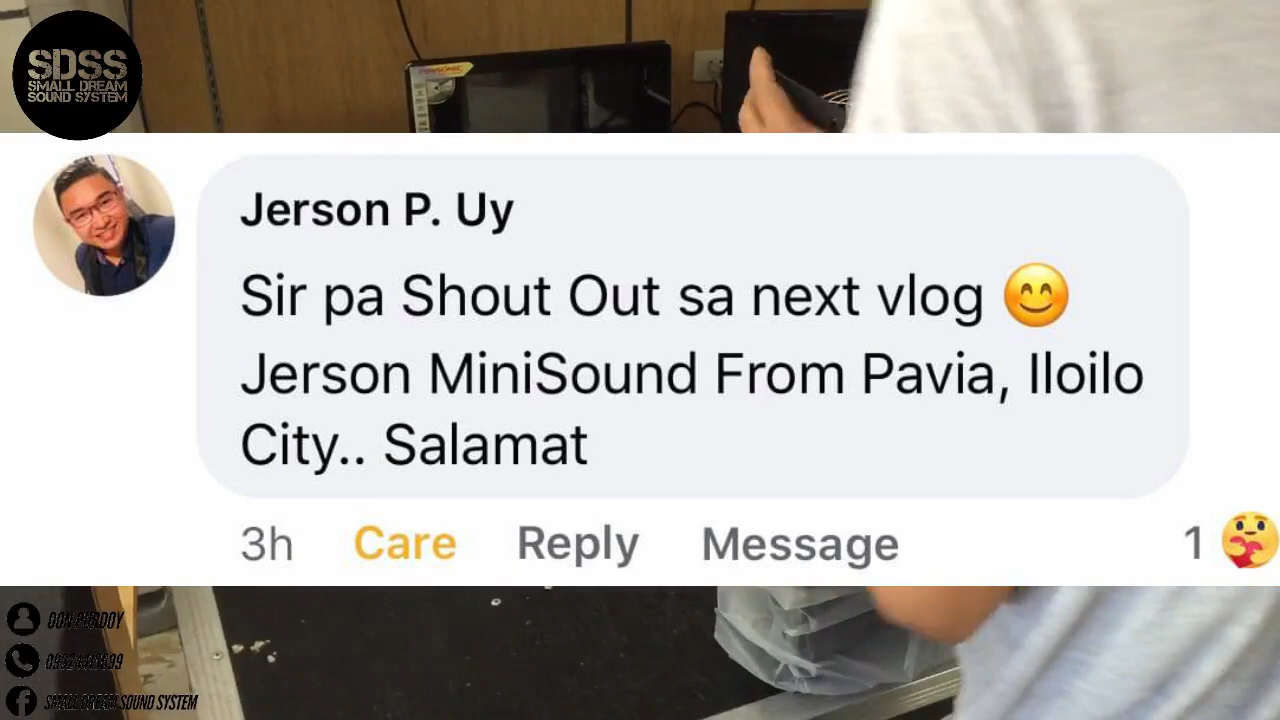 SDSS
SMALL DREAM
SOUND SYSTEM
Jerson P. Uy
Sir pa Shout Out sa next vlog 😊
Jerson MiniSound From Pavia, Iloilo
City.. Salamat
3h Care Reply Message 1
DON
SMALL DREAM SOUND SYSTEM